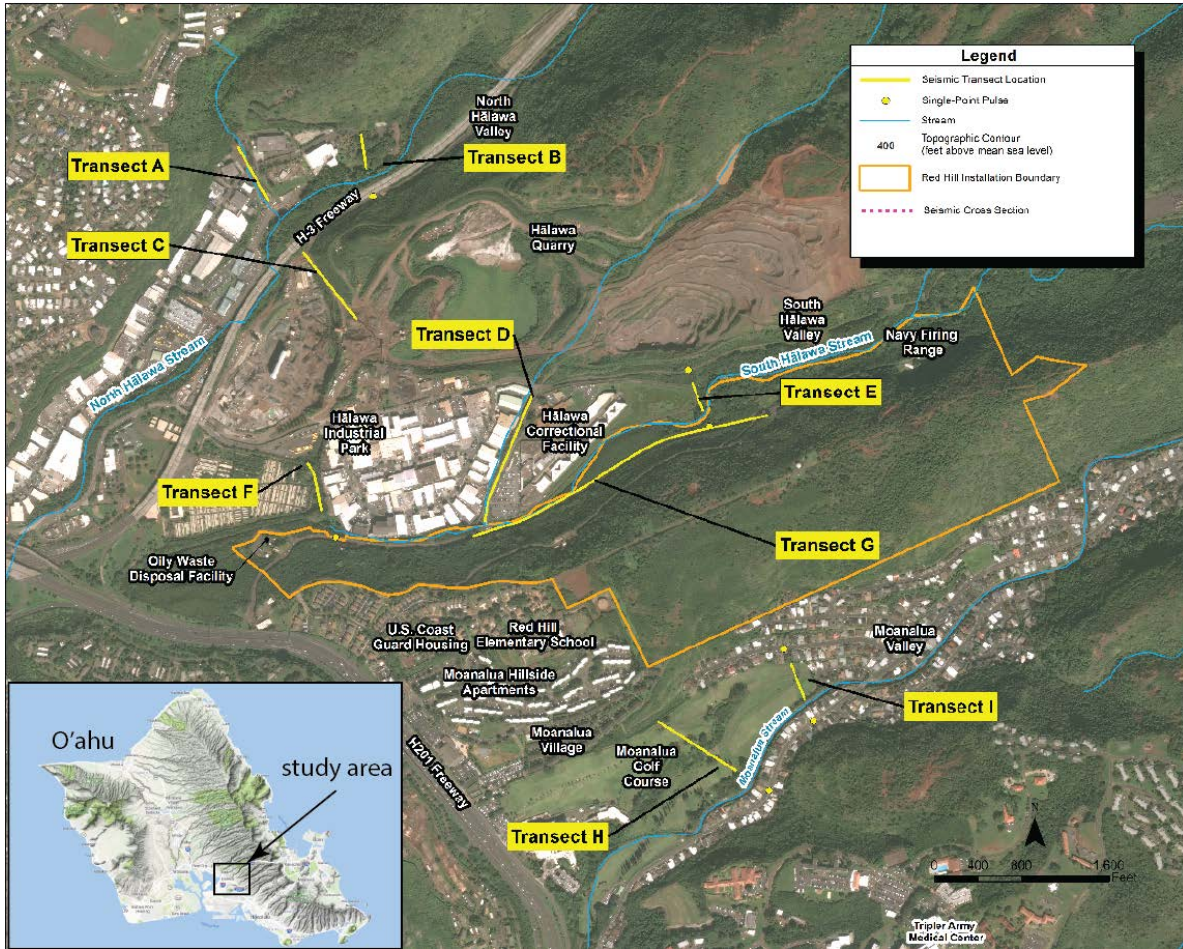 Legend
Seismic Transect Location
Single-Point Pulse
Stream
400
Topographic Contour
(feet above mean sea level)
Red Hill Installation Boundary
Seismic Cross Section
North
Hālawa
Valley
Transect A
Transect B
H-3 Freeway
Transect C
Hālawa
Quarry
Transect D
South
Hālawa
Valley
Navy Firing
Range
South Hālawa Stream
North Hālawa Stream
Transect E
Hālawa
Industrial
Park
Hālawa
Correctional
Facility
Transect F
Transect G
Oily Waste
Disposal Facility
U.S. Coast
Guard Housing
Red Hill
Elementary School
Moanalua
Valley
Moanalua Hillside
Apartments
Transect I
Moanalua
Village
Moanalua
Golf
Course
Moanalua Stream
H201 Freeway
Transect H
O'ahu
study area
N
0 400 800 1,600
Feet
Tripler Army
Medical Center